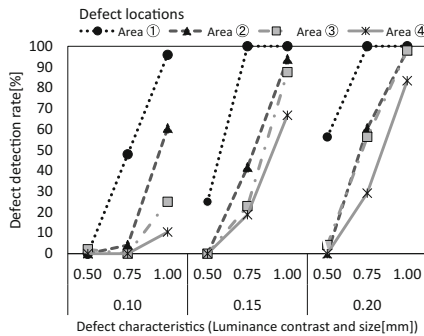 Defect locations
Area ① Area ② Area ③ Area ④
Defect detection rate[%]
100
90
80
70
60
50
40
30
20
10
0
0.50 0.75 1.00 0.50 0.75 1.00 0.50 0.75 1.00
0.10 0.15 0.20
Defect characteristics (Luminance contrast and size[mm])